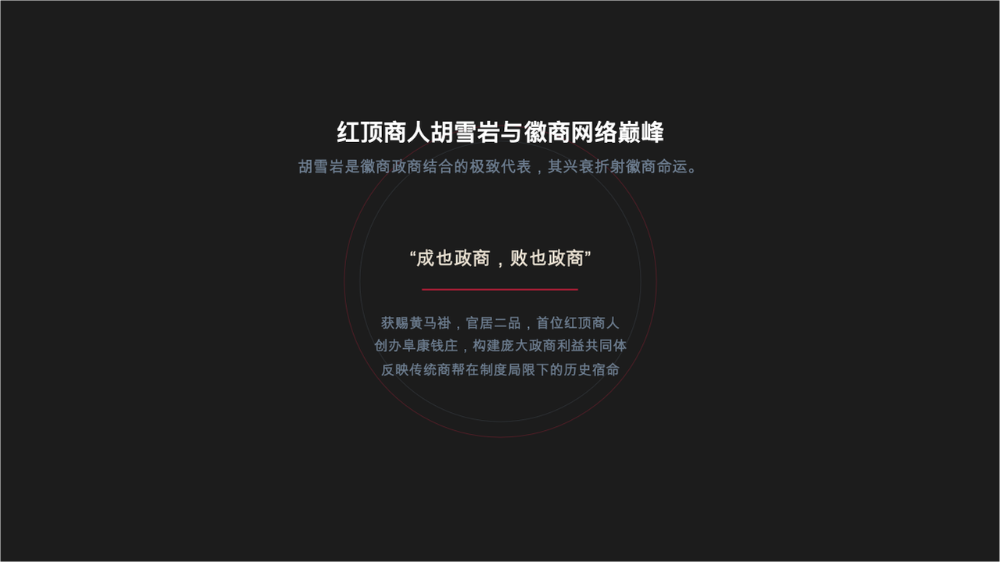 红顶商人胡雪岩与徽商网络巅峰
胡雪岩是徽商政商结合的极致代表，其兴衰折射徽商命运。
“成也政商，败也政商”
获赐黄马褂，官居二品，首位红顶商人
创办阜康钱庄，构建庞大政商利益共同体
反映传统商帮在制度局限下的历史宿命